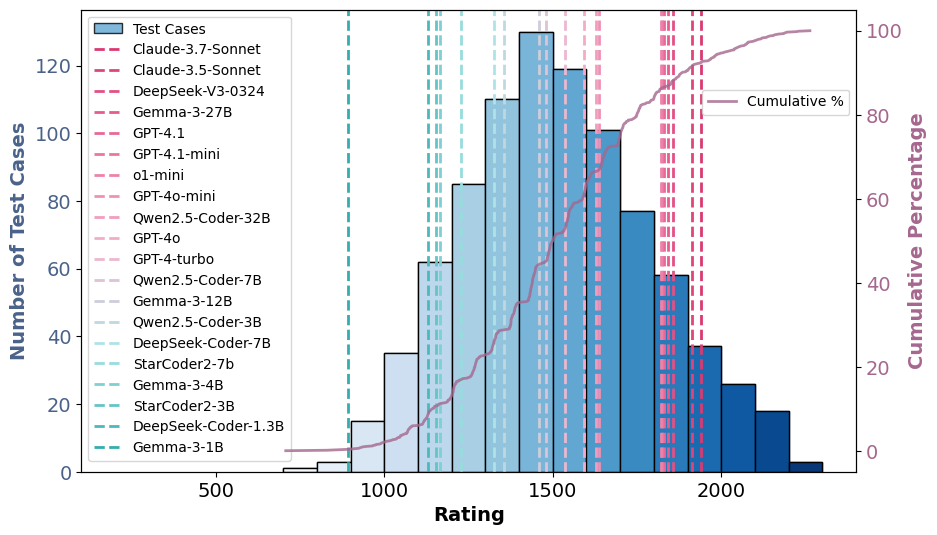 Test Cases
Claude-3.7-Sonnet
Claude-3.5-Sonnet
DeepSeek-V3-0324
Gemma-3-27B
GPT-4.1
GPT-4.1-mini
o1-mini
GPT-4o-mini
Qwen2.5-Coder-32B
GPT-4o
GPT-4-turbo
Qwen2.5-Coder-7B
Gemma-3-12B
Qwen2.5-Coder-3B
DeepSeek-Coder-7B
StarCoder2-7b
Gemma-3-4B
StarCoder2-3B
DeepSeek-Coder-1.3B
Gemma-3-1B
Cumulative %
Number of Test Cases
120
100
80
60
40
20
0
500
1000
1500
2000
Rating
100
80
60
40
20
0
Cumulative Percentage